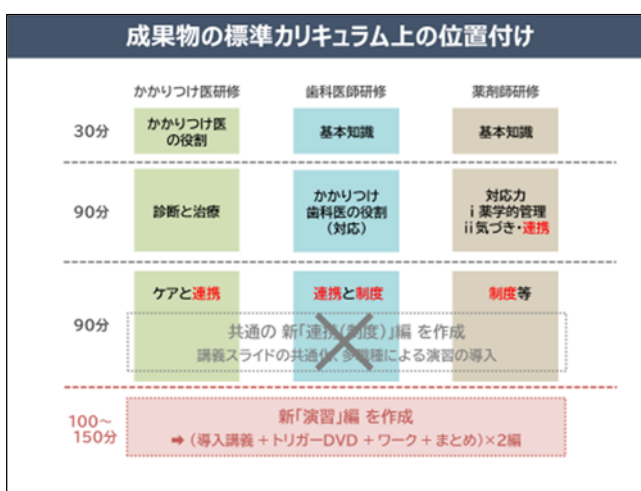 成果物の標準カリキュラム上の位置付け
かかりつけ医研修 歯科医師研修 薬剤師研修
30分
かかりつけ医
の役割
基本知識
基本知識
90分
診断と治療
かかりつけ
歯科医の役割
(対応)
対応力
ⅰ薬学的管理
ⅱ気づき・連携
90分
ケアと連携
連携と制度
制度等
共通の 新「連携(制度)」編 を作成
講義スライドの共通化、多職種による演習の導入
100～
150分
新「演習」編 を作成
➡ (導入講義 + トリガーDVD + ワーク + まとめ)×2編